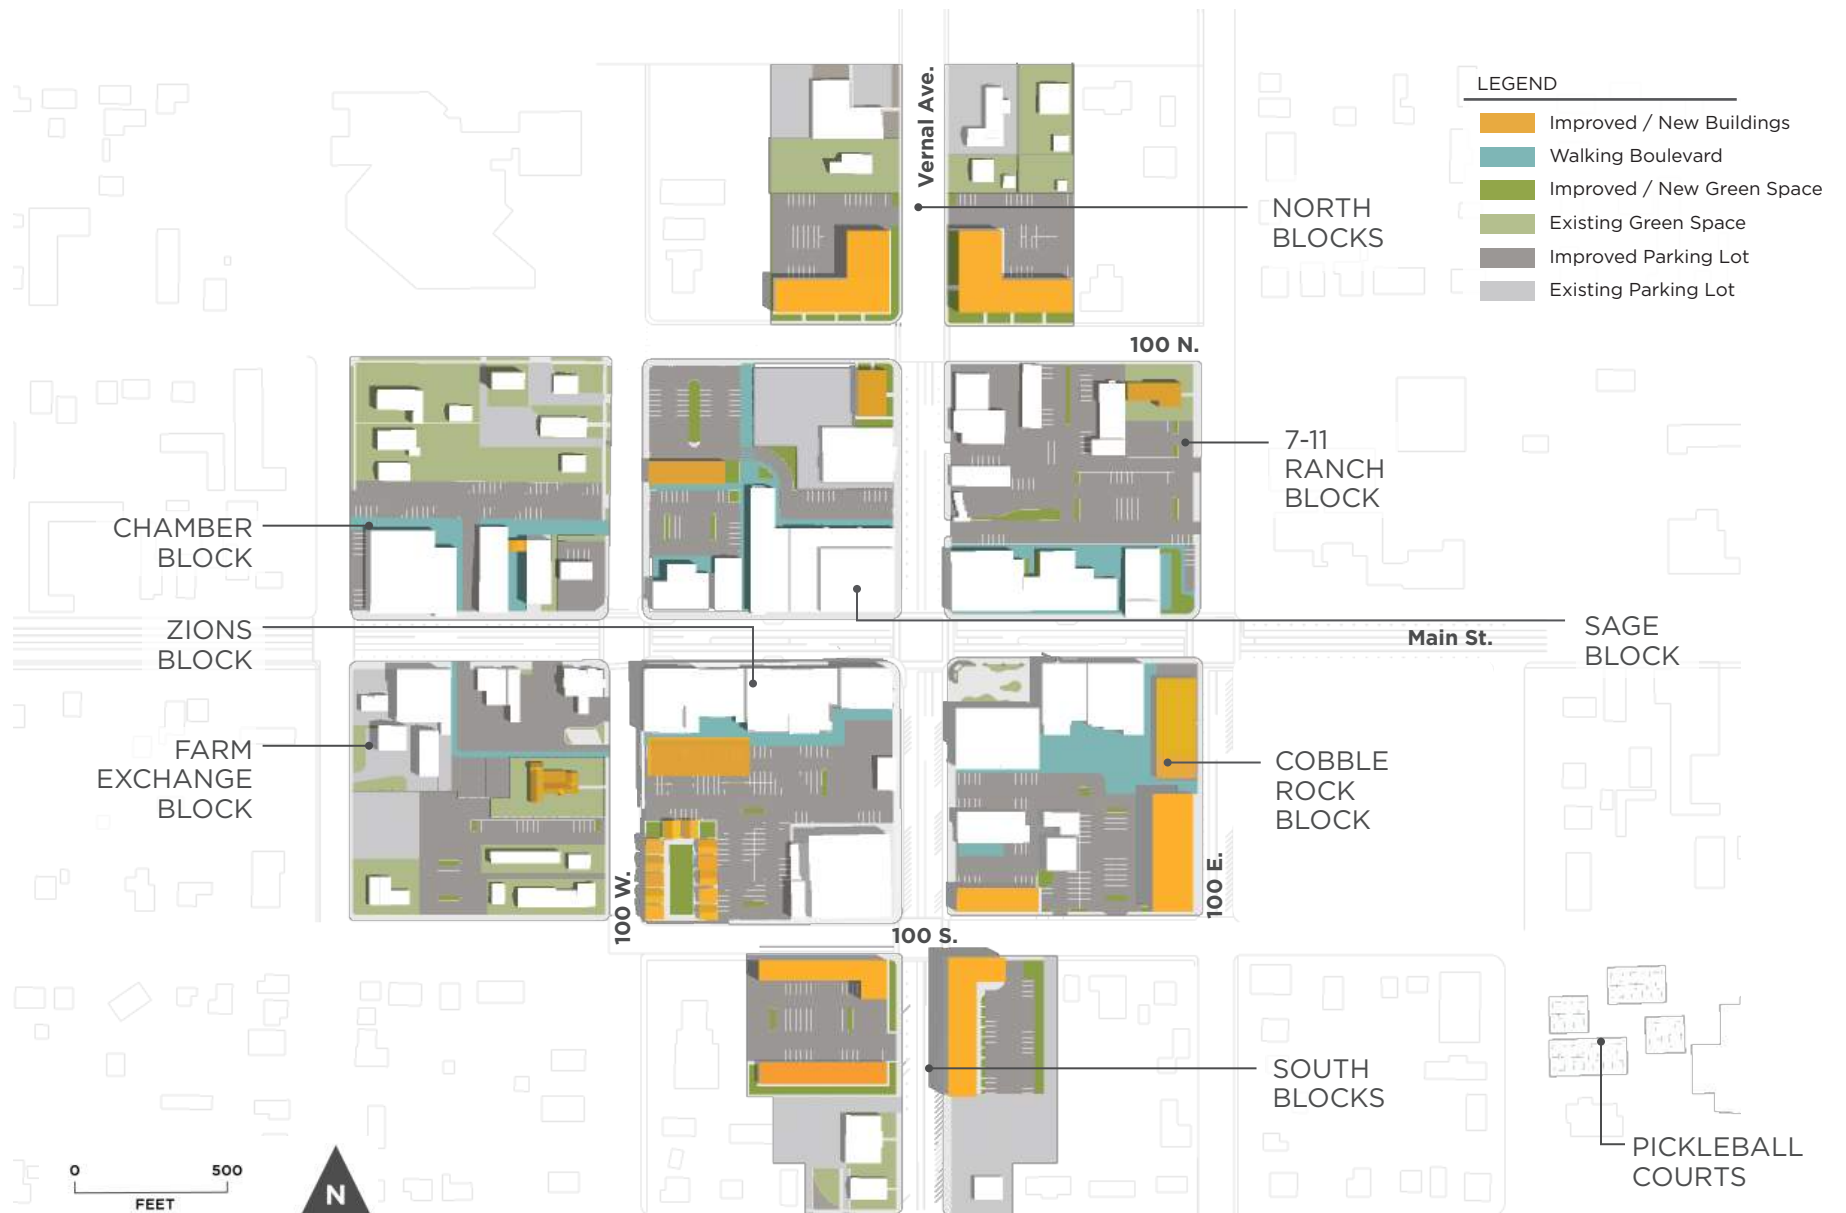 Vernal Ave.
LEGEND
Improved / New Buildings
Walking Boulevard
Improved / New Green Space
Existing Green Space
Improved Parking Lot
Existing Parking Lot
NORTH
BLOCKS
100 N.
7-11
RANCH
BLOCK
CHAMBER
BLOCK
ZIONS
BLOCK
Main St.
SAGE
BLOCK
FARM
EXCHANGE
BLOCK
COBBLE
ROCK
BLOCK
100 W.
100 E.
100 S.
SOUTH
BLOCKS
PICKLEBALL
COURTS
0 500
FEET
N